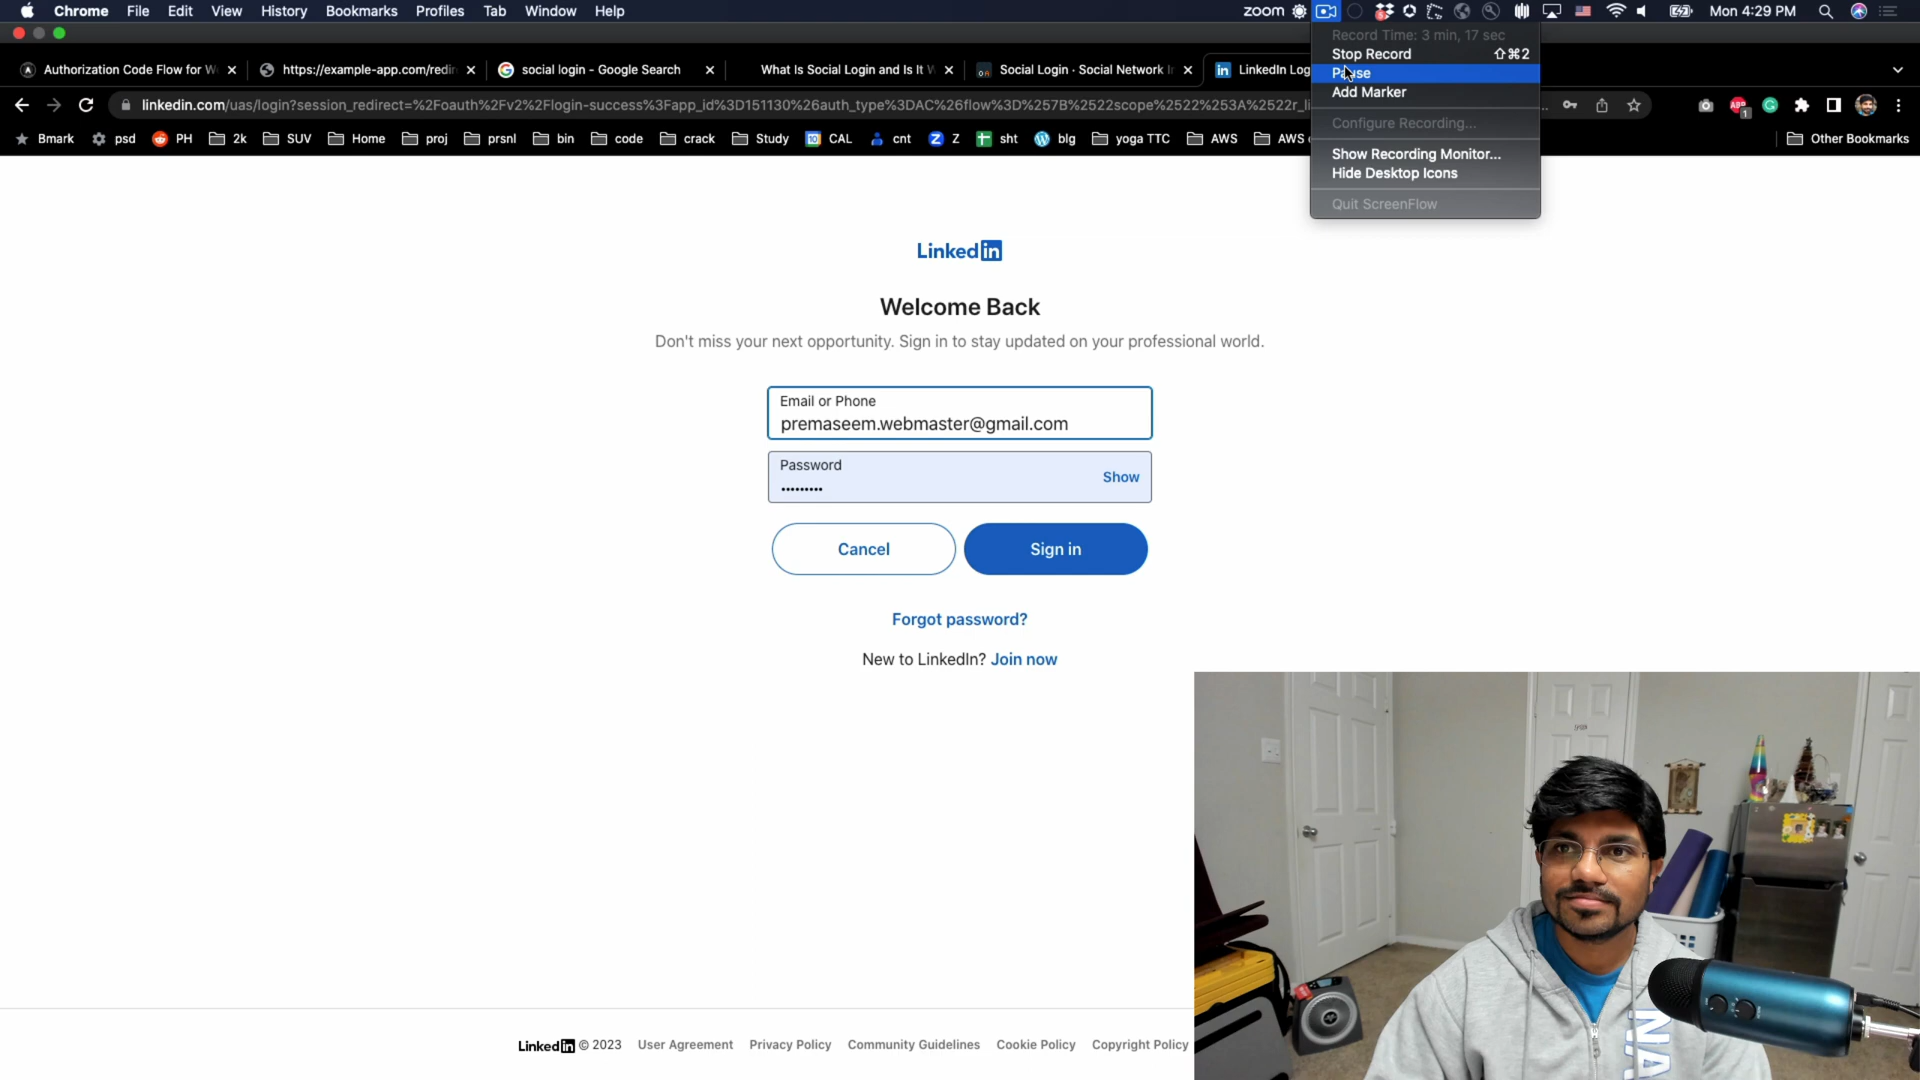 Chrome File Edit View History Bookmarks Profiles Tab Window Help zoom Mon 4:29 PM
Record Time: 3 min, 17 sec
Stop Record ⇧⌘2
Pause
Add Marker
Configure Recording...
Show Recording Monitor...
Hide Desktop Icons
Quit ScreenFlow
Authorization Code Flow for W
https://example-app.com/redir
social login - Google Search
What Is Social Login and Is It
Social Login · Social Network I
LinkedIn Log
linkedin.com/uas/login?session_redirect=%2Foauth%2Fv2%2Flogin-success%3Fapp_id%3D151130%26auth_type%3DAC%26flow%3D%257B%2522scope%2522%253A%2522r_li
Bmark psd PH 2k SUV Home proj prsnl bin code crack Study CAL cnt Z sht blg yoga TTC AWS AWS Other Bookmarks
LinkedIn
Welcome Back
Don't miss your next opportunity. Sign in to stay updated on your professional world.
Email or Phone
premaseem.webmaster@gmail.com
Password
••••••••• Show
Cancel Sign in
Forgot password?
New to LinkedIn? Join now
LinkedIn © 2023 User Agreement Privacy Policy Community Guidelines Cookie Policy Copyright Policy